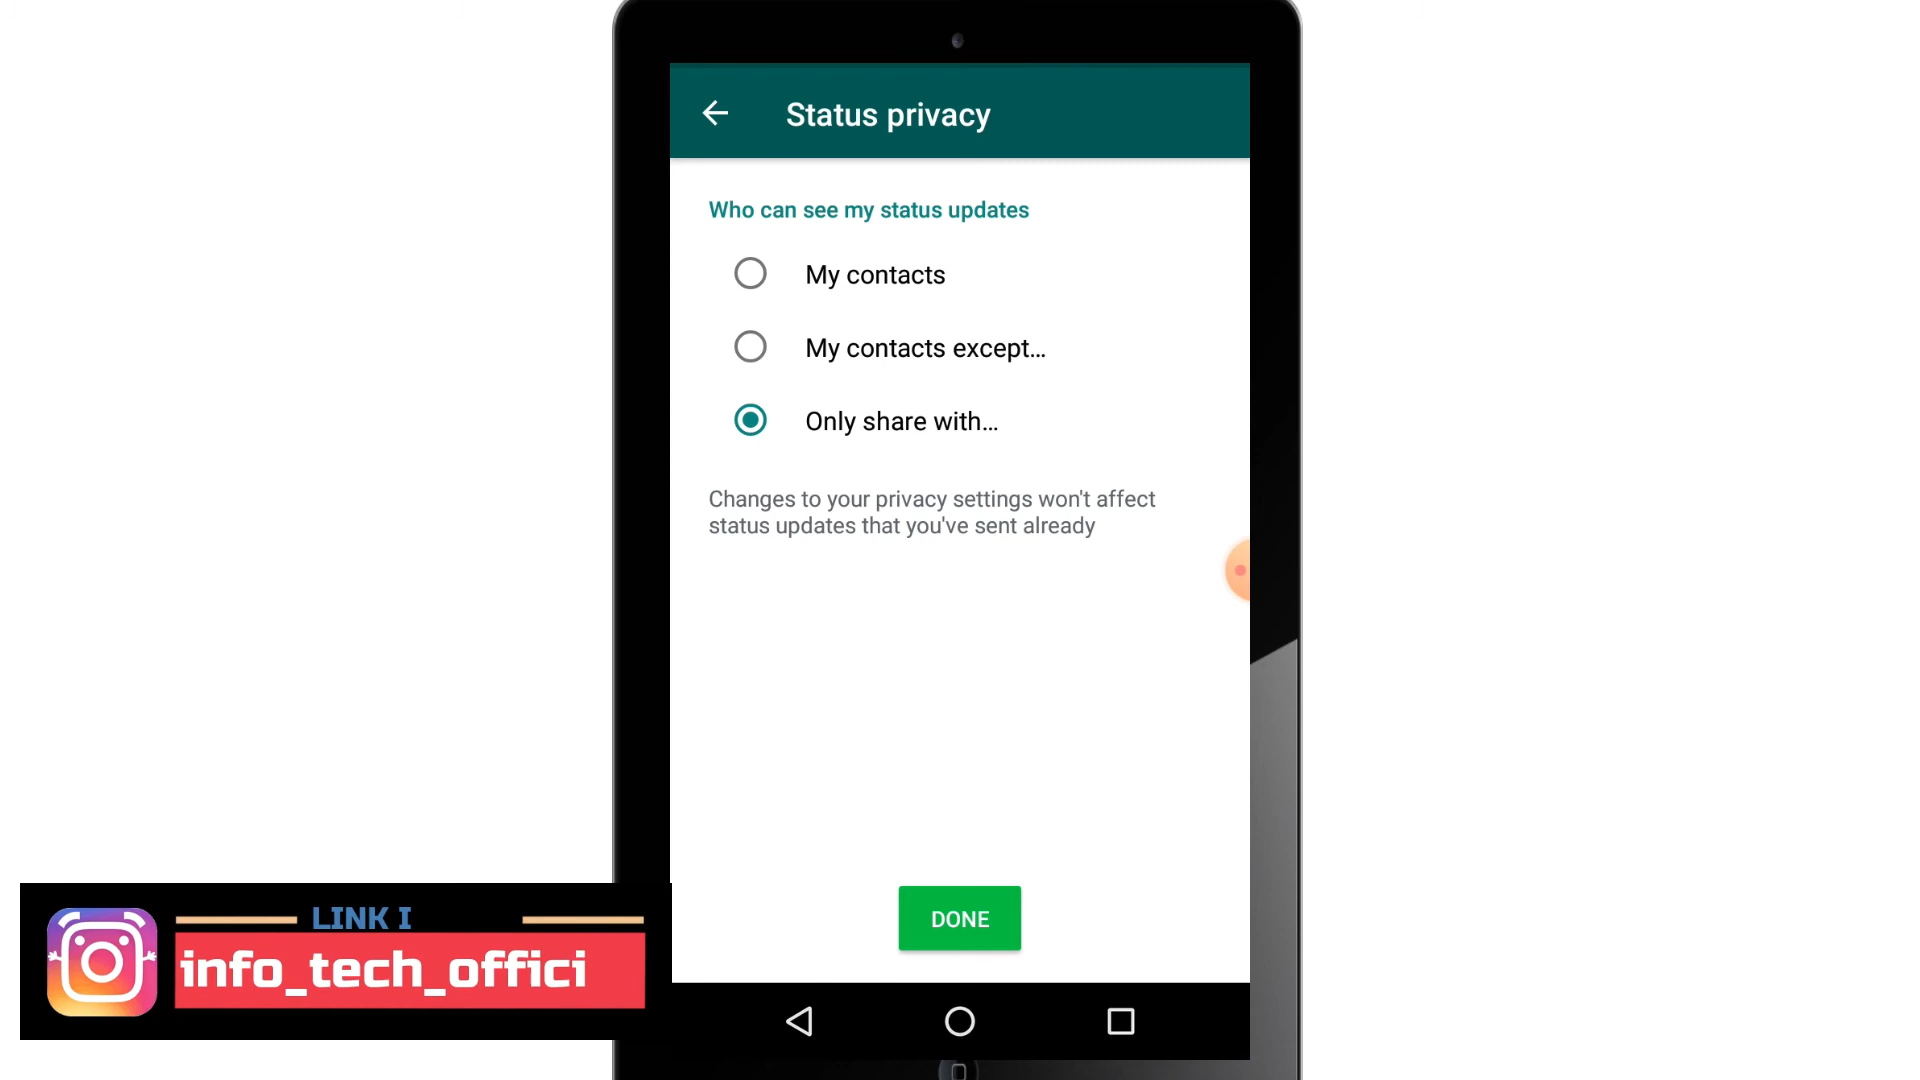 Status privacy
Who can see my status updates
My contacts
My contacts except...
Only share with...
Changes to your privacy settings won't affect
status updates that you've sent already
DONE
LINK I
info_tech_offici